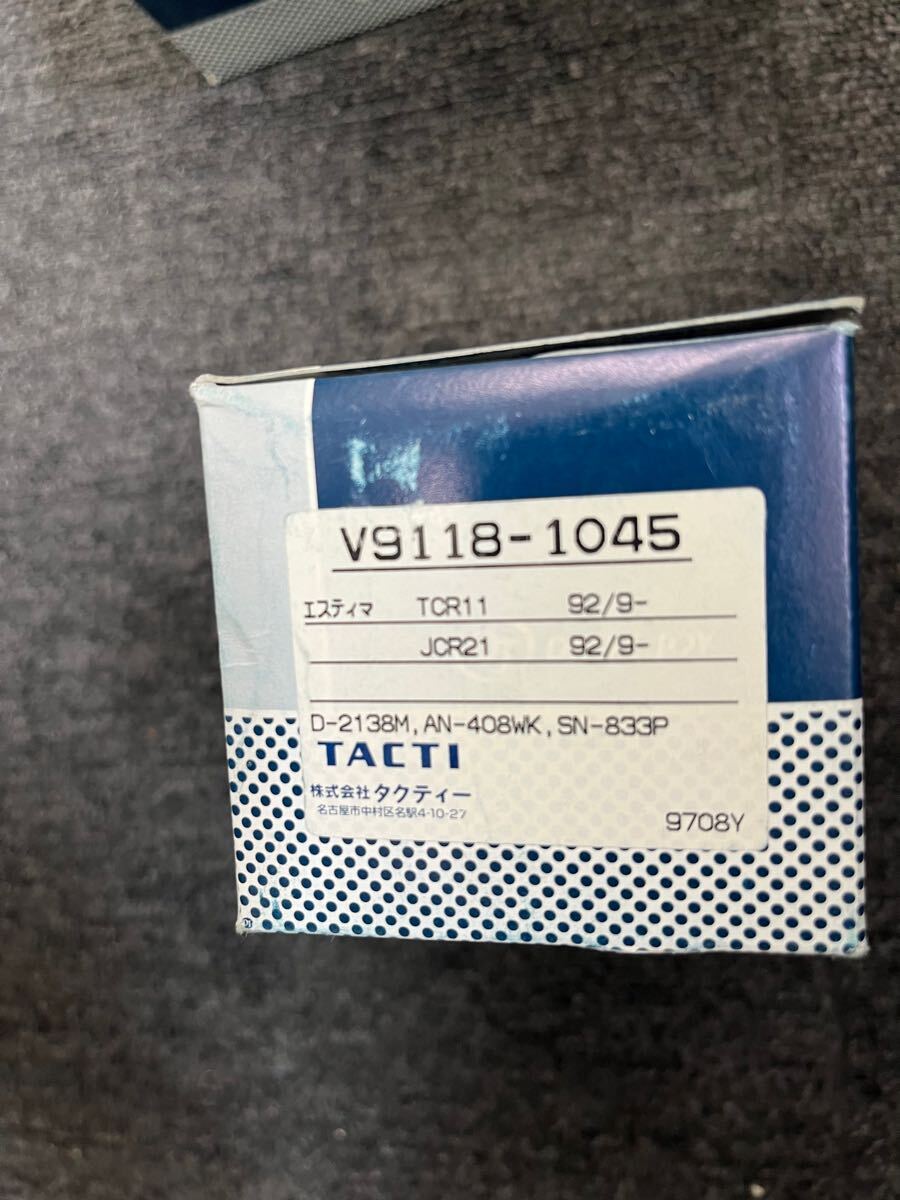 V9118-1045
エスティマ TCR11 92/9-
JCR21 92/9-
D-2138M, AN-408WK, SN-833P
TACTI
株式会社タクティー
名古屋市中村区名駅4-10-27
9708Y